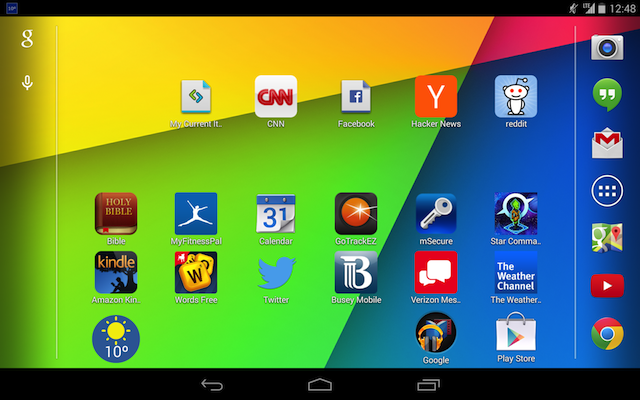 10º
LTE
12:48
g
My Current It..
CNN
CNN
Facebook
Y
Hacker News
reddit
HOLY
BIBLE
Bible
MyFitnessPal
31
Calendar
GoTrackEZ
mSecure
Star Comma..
kindle
Amazon Kin..
W
Words Free
Twitter
B
Busey Mobile
Verizon Mes..
The
Weather
Channel
The Weather..
10º
Google
Play Store